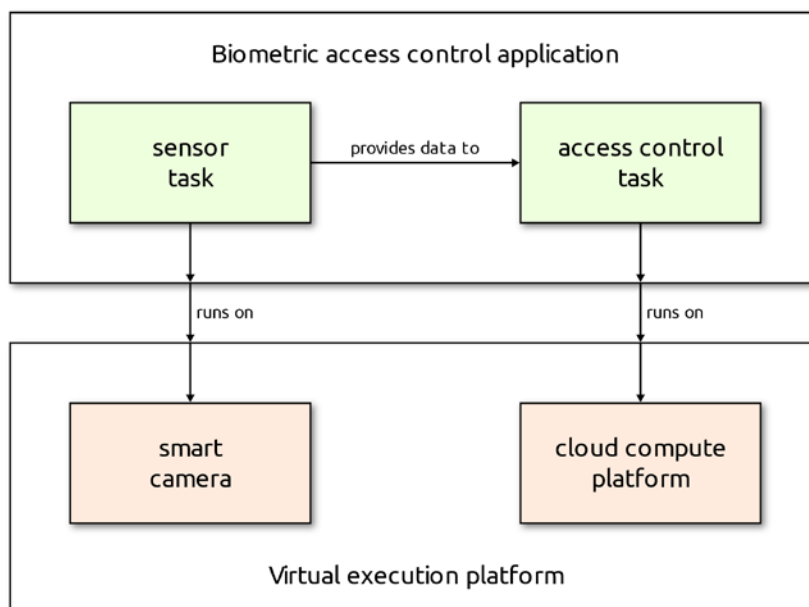 Biometric access control application
sensor
task
provides data to
access control
task
runs on
runs on
smart
camera
cloud compute
platform
Virtual execution platform